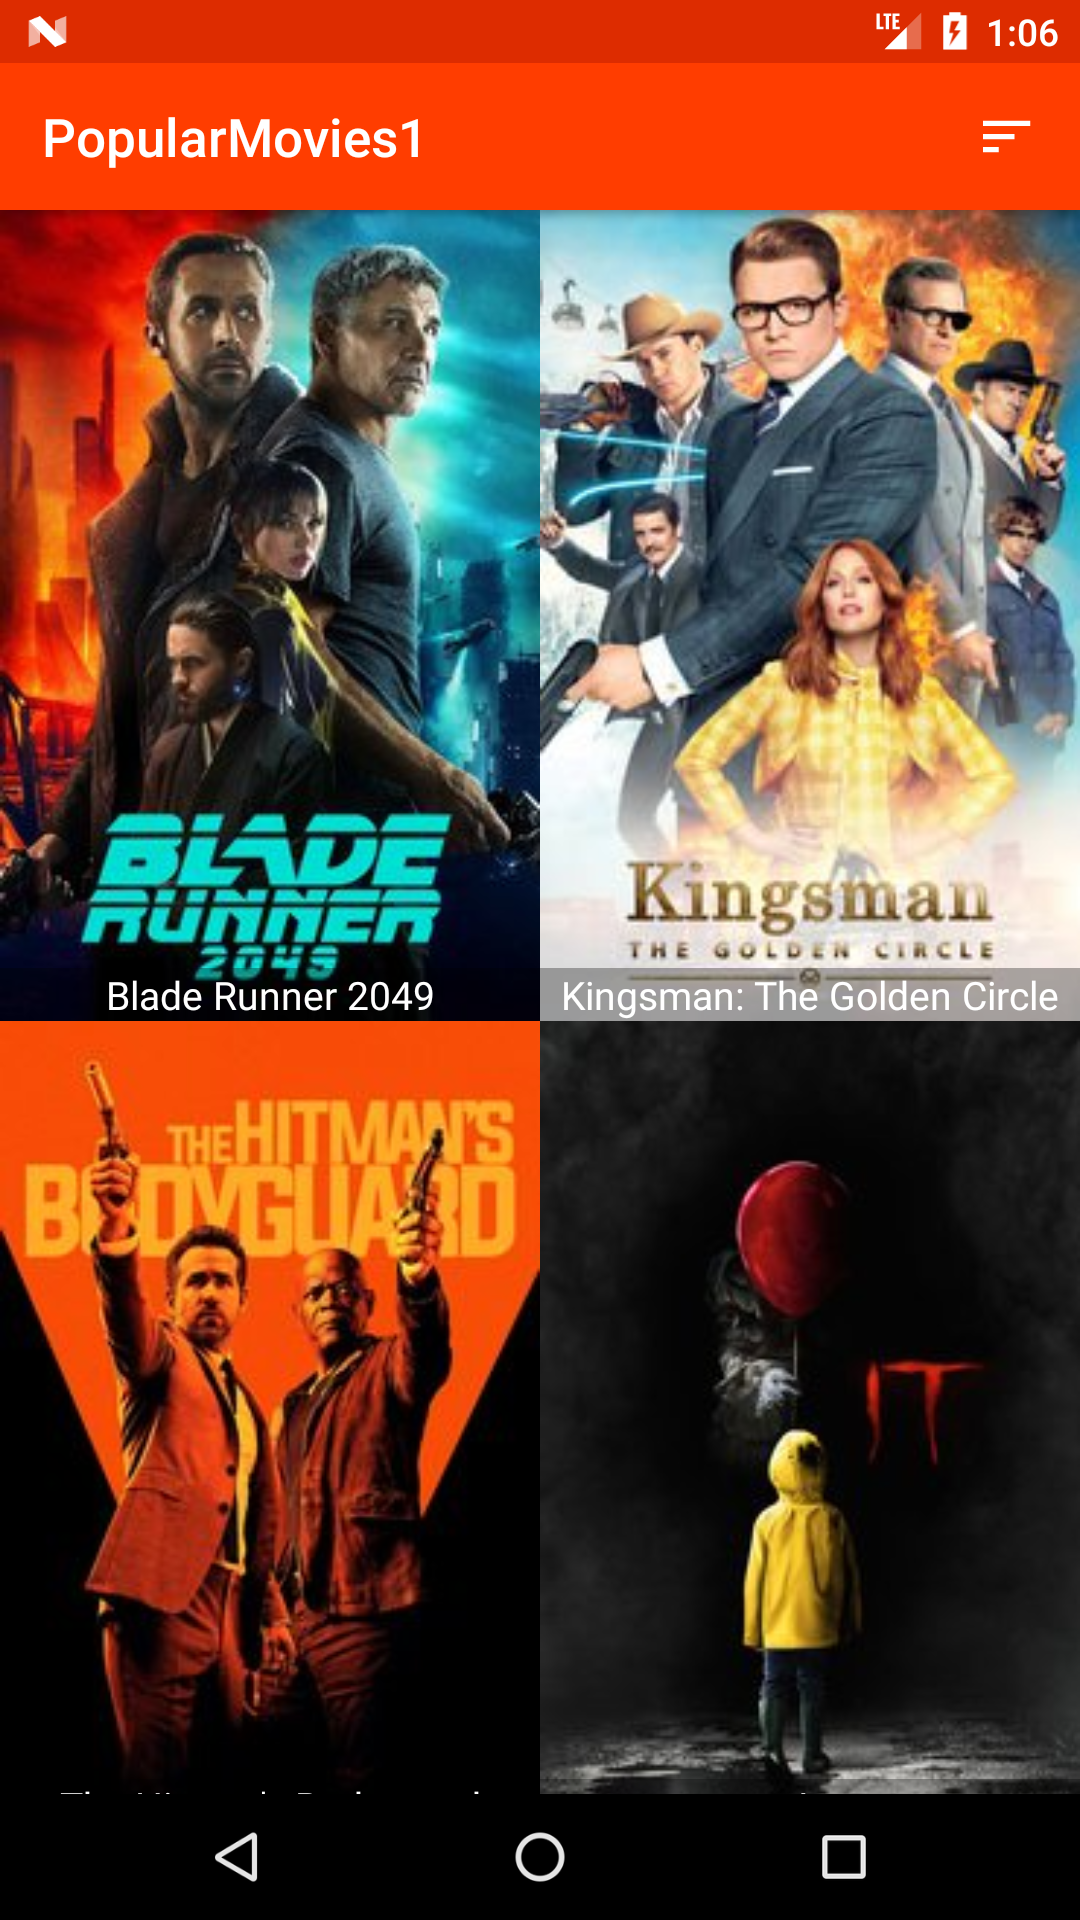 LTE 1:06
PopularMovies1
BLADE
RUNNER
2049
Blade Runner 2049
Kingsman
THE GOLDEN CIRCLE
Kingsman: The Golden Circle
THE HITMAN'S
BODYGUARD
IT